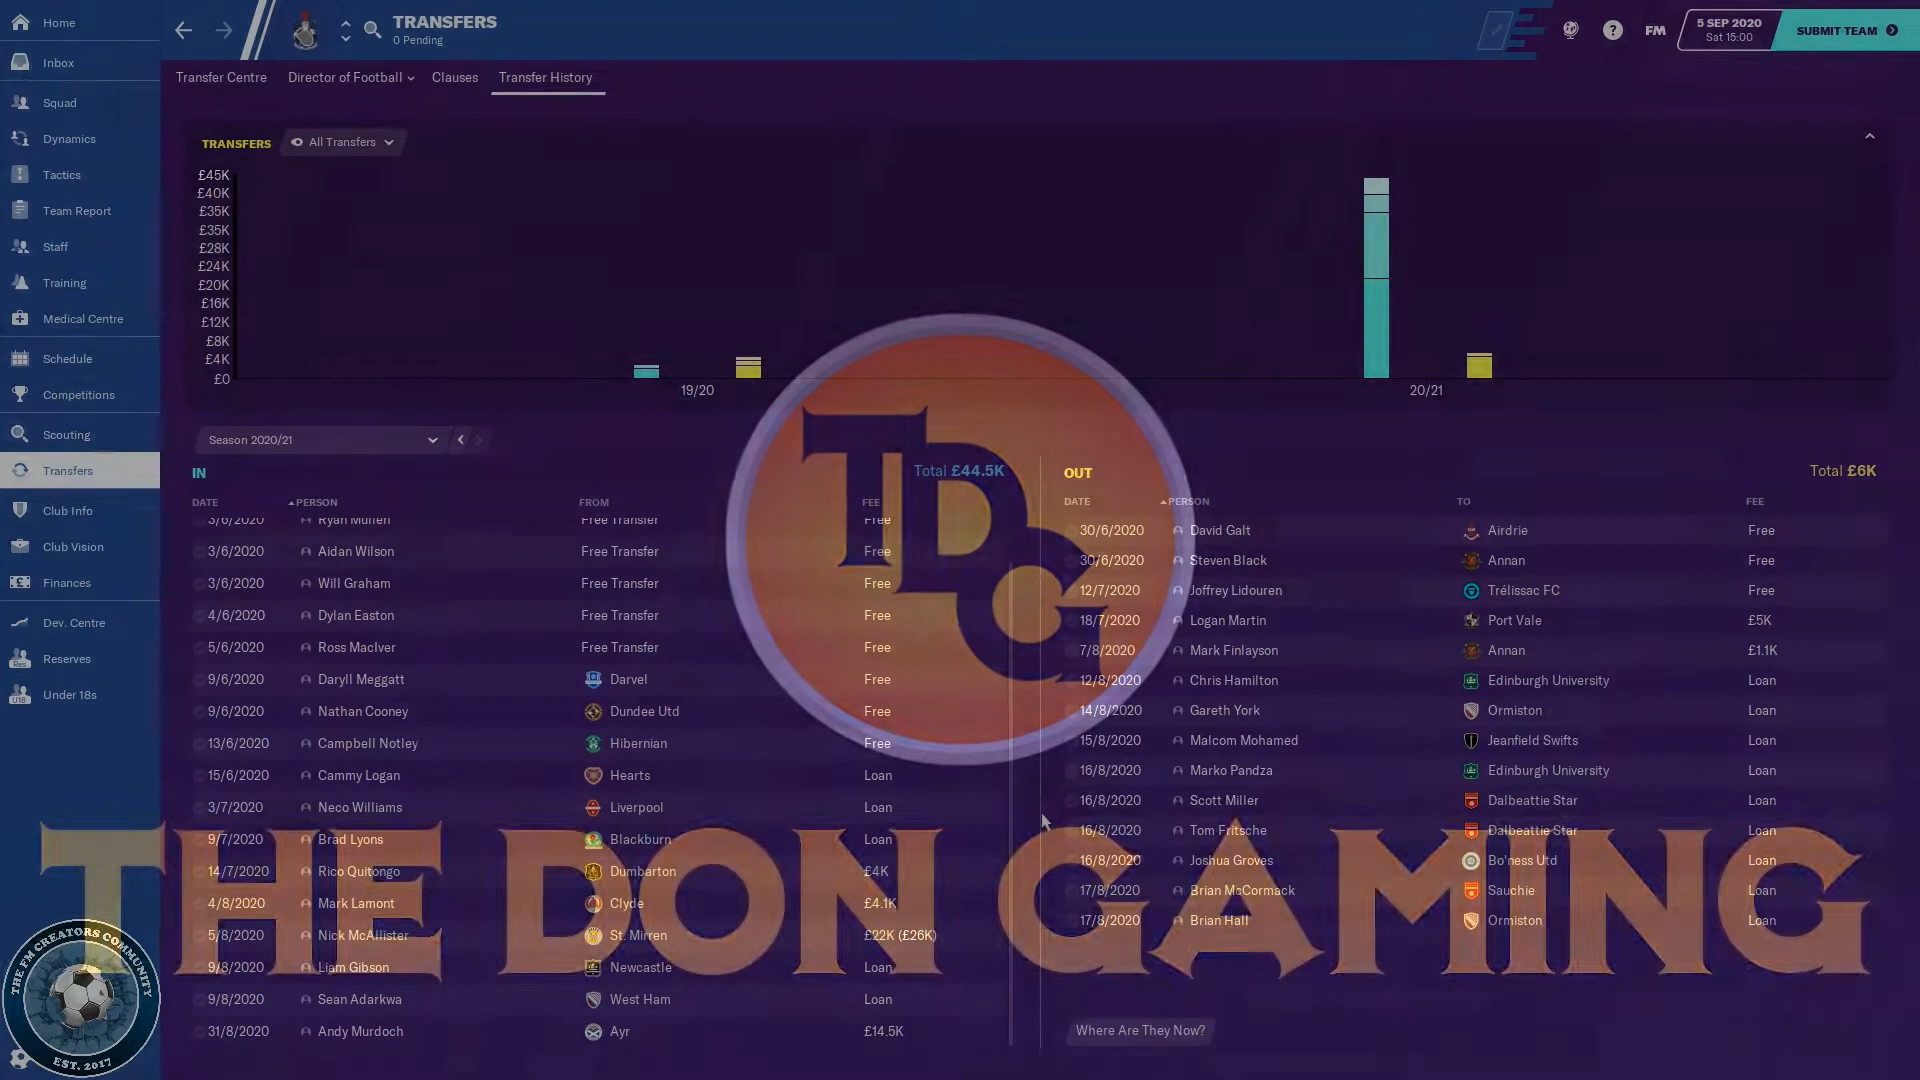 Home
TRANSFERS
0 Pending
FM
5 SEP 2020
Sat 15:00
SUBMIT TEAM
Inbox
Squad
Dynamics
Tactics
Team Report
Staff
Training
Medical Centre
Schedule
Competitions
Scouting
Transfers
Club Info
Club Vision
Finances
Dev. Centre
Res
Reserves
U18
Under 18s
Transfer Centre
Director of Football
Clauses
Transfer History
TRANSFERS
All Transfers
£45K
£40K
£35K
£35K
£28K
£24K
£20K
£16K
£12K
£8K
£4K
£0
19/20
20/21
Season 2020/21
IN
Total £44.5K
DATE PERSON FROM FEE
3/6/2020 Ryan Mullen Free Transfer Free
3/6/2020 Aidan Wilson Free Transfer Free
3/6/2020 Will Graham Free Transfer Free
4/6/2020 Dylan Easton Free Transfer Free
5/6/2020 Ross MacIver Free Transfer Free
9/6/2020 Daryll Meggatt Darvel Free
9/6/2020 Nathan Cooney Dundee Utd Free
13/6/2020 Campbell Notley Hibernian Free
15/6/2020 Cammy Logan Hearts Loan
3/7/2020 Neco Williams Liverpool Loan
9/7/2020 Brad Lyons Blackburn Loan
14/7/2020 Rico Quitongo Dumbarton £4K
4/8/2020 Mark Lamont Clyde £4.1K
5/8/2020 Nick McAllister St. Mirren £22K (£26K)
9/8/2020 Liam Gibson Newcastle Loan
9/8/2020 Sean Adarkwa West Ham Loan
31/8/2020 Andy Murdoch Ayr £14.5K
OUT
Total £6K
DATE PERSON TO FEE
30/6/2020 David Galt Airdrie Free
30/6/2020 Steven Black Annan Free
12/7/2020 Joffrey Lidouren Trélissac FC Free
18/7/2020 Logan Martin Port Vale £5K
7/8/2020 Mark Finlayson Annan £1.1K
12/8/2020 Chris Hamilton Edinburgh University Loan
14/8/2020 Gareth York Ormiston Loan
15/8/2020 Malcom Mohamed Jeanfield Swifts Loan
16/8/2020 Marko Pandza Edinburgh University Loan
16/8/2020 Scott Miller Dalbeattie Star Loan
16/8/2020 Tom Fritsche Dalbeattie Star Loan
16/8/2020 Joshua Groves Bo'ness Utd Loan
17/8/2020 Brian McCormack Sauchie Loan
17/8/2020 Brian Hall Ormiston Loan
Where Are They Now?
TDG
THE DON GAMING
THE FM CREATORS COMMUNITY
EST. 2017